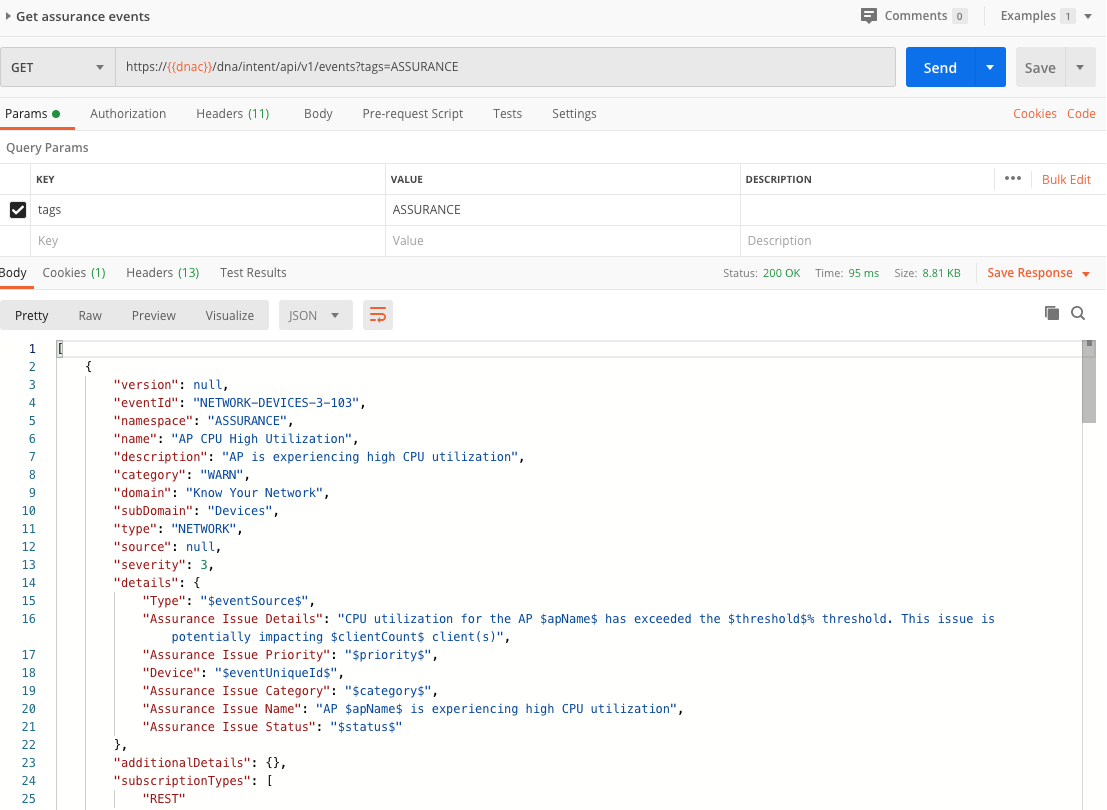 Get assurance events
Comments 0
Examples 1
GET
https://{{dnac}}/dna/intent/api/v1/events?tags=ASSURANCE
Send
Save
Params
Authorization
Headers (11)
Body
Pre-request Script
Tests
Settings
Cookies
Code
Query Params
KEY VALUE DESCRIPTION ••• Bulk Edit
tags ASSURANCE
Key Value Description
Body
Cookies (1)
Headers (13)
Test Results
Status: 200 OK
Time: 95 ms
Size: 8.81 KB
Save Response
Pretty
Raw
Preview
Visualize
JSON
1 [
2 {
3 "version": null,
4 "eventId": "NETWORK-DEVICES-3-103",
5 "namespace": "ASSURANCE",
6 "name": "AP CPU High Utilization",
7 "description": "AP is experiencing high CPU utilization",
8 "category": "WARN",
9 "domain": "Know Your Network",
10 "subDomain": "Devices",
11 "type": "NETWORK",
12 "source": null,
13 "severity": 3,
14 "details": {
15 "Type": "$eventSource$",
16 "Assurance Issue Details": "CPU utilization for the AP $apName$ has exceeded the $threshold$% threshold. This issue is
potentially impacting $clientCount$ client(s)",
17 "Assurance Issue Priority": "$priority$",
18 "Device": "$eventUniqueId$",
19 "Assurance Issue Category": "$category$",
20 "Assurance Issue Name": "AP $apName$ is experiencing high CPU utilization",
21 "Assurance Issue Status": "$status$"
22 },
23 "additionalDetails": {},
24 "subscriptionTypes": [
25 "REST"